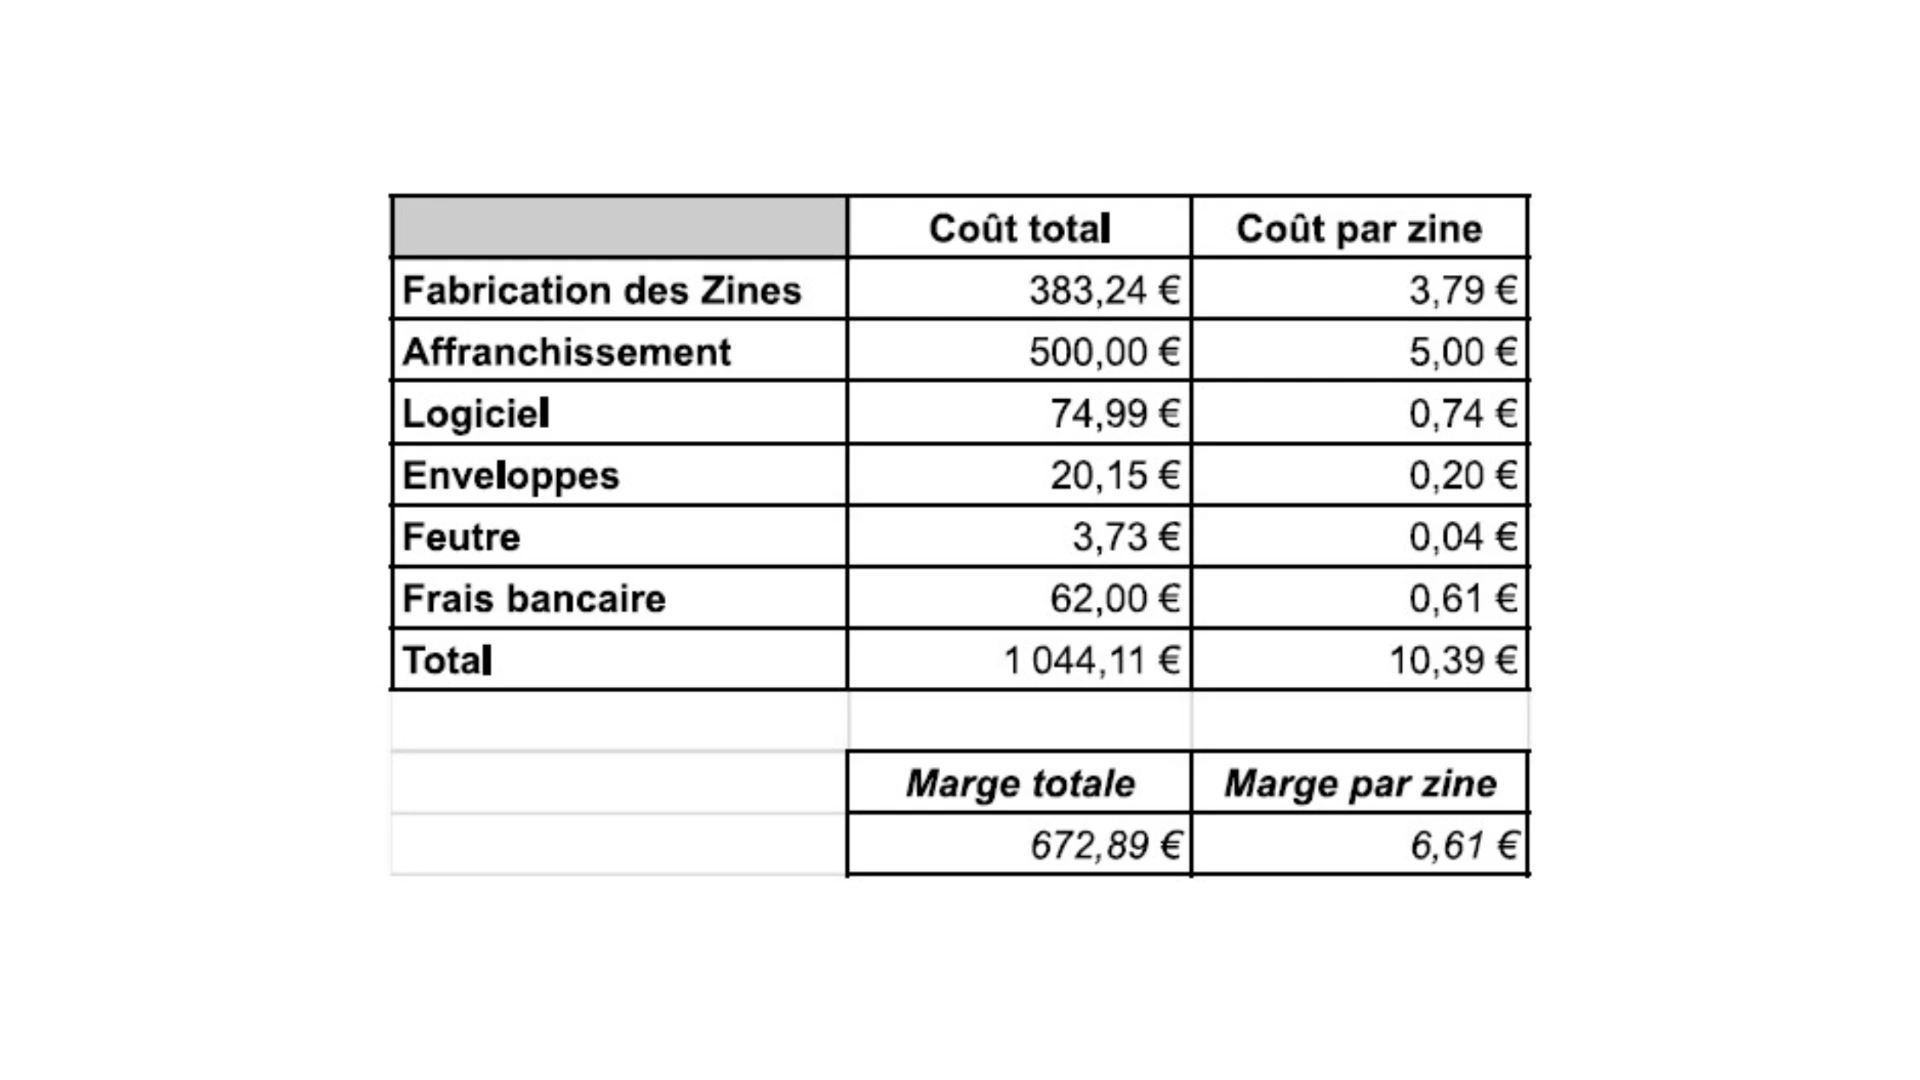 Coût total Coût par zine
Fabrication des Zines 383,24 € 3,79 €
Affranchissement 500,00 € 5,00 €
Logiciel 74,99 € 0,74 €
Enveloppes 20,15 € 0,20 €
Feutre 3,73 € 0,04 €
Frais bancaire 62,00 € 0,61 €
Total 1 044,11 € 10,39 €
Marge totale Marge par zine
672,89 € 6,61 €